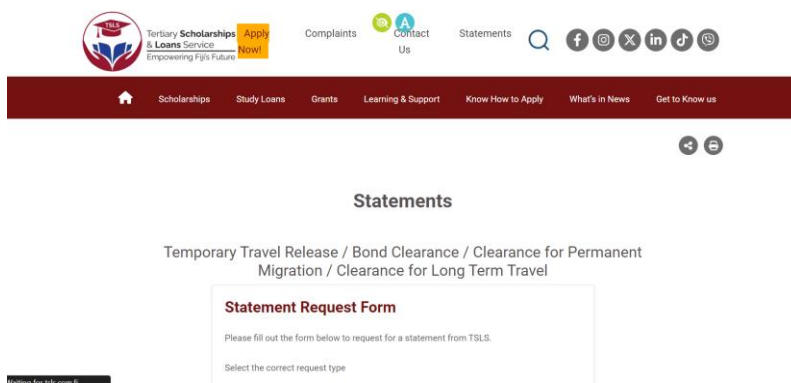 TSLS
Tertiary Scholarships
& Loans Service
Empowering Fiji's Future
Apply
Now!
Complaints
A
Contact
Us
Statements
Scholarships
Study Loans
Grants
Learning & Support
Know How to Apply
What's in News
Get to Know us
Statements
Temporary Travel Release / Bond Clearance / Clearance for Permanent
Migration / Clearance for Long Term Travel
Statement Request Form
Please fill out the form below to request for a statement from TSLS.
Select the correct request type